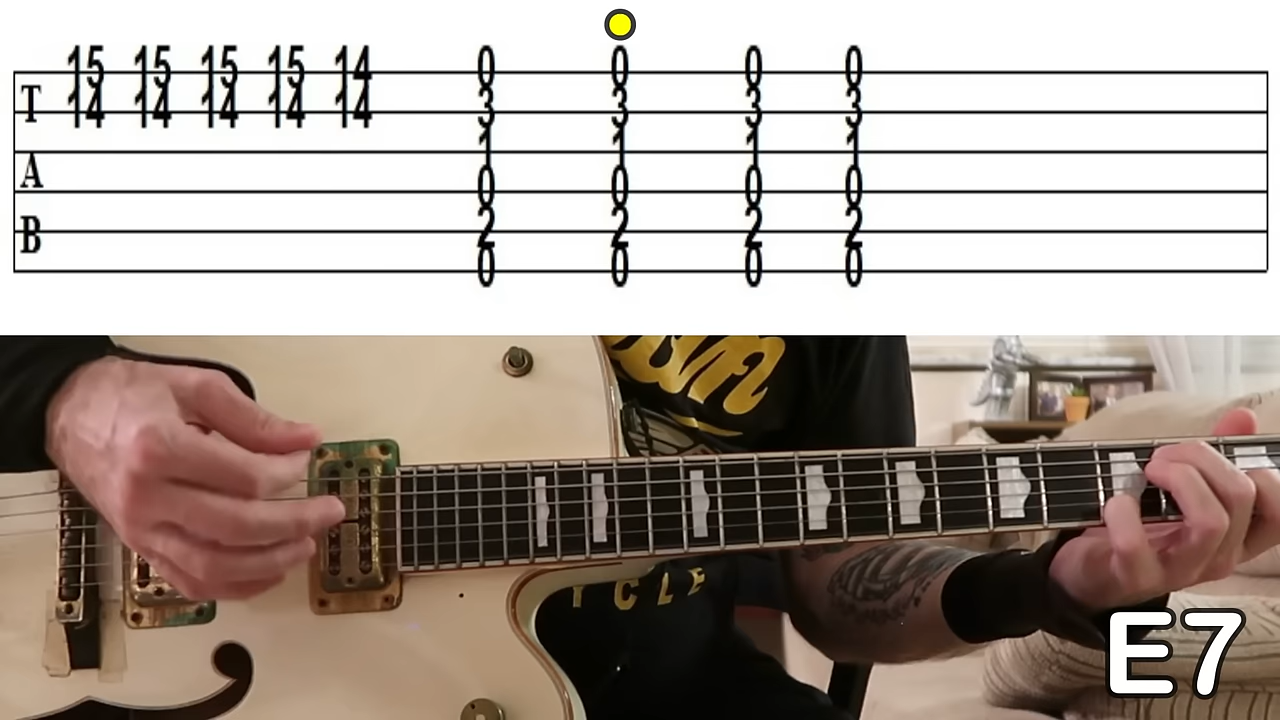 15 15 15 15 14 0 0 0 0
T 14 14 14 14 14 3 3 3 3
1 1 1 1
A 0 0 0 0
B 2 2 2 2
0 0 0 0
CLE
E7